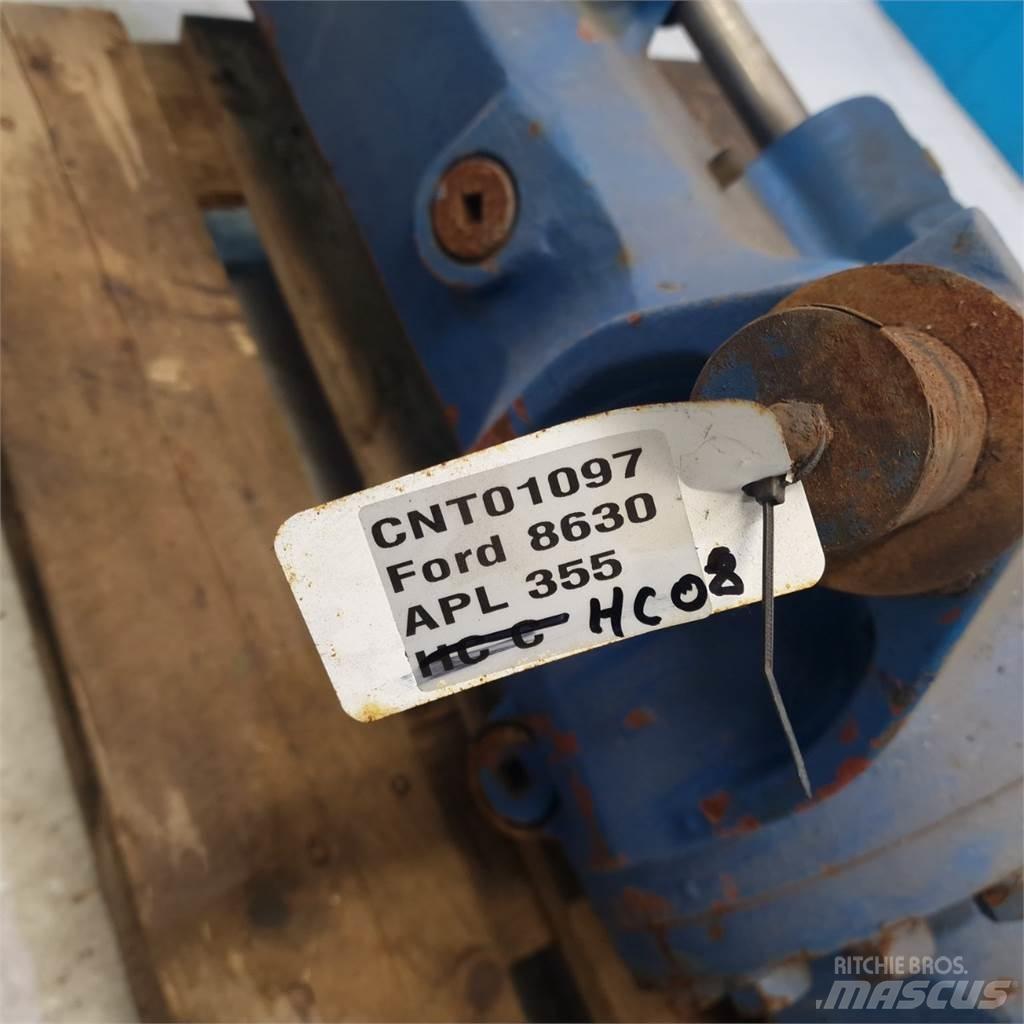 CNT01097
Ford 8630
APL 355
HC C HC08
RITCHIE BROS.
MASCUS